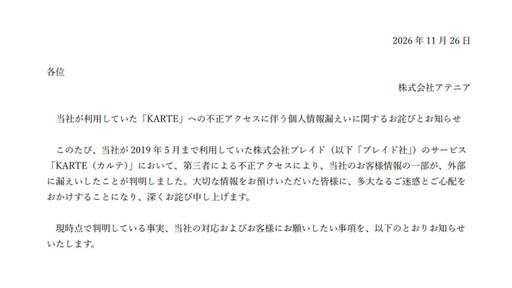 2026 年 11 月 26 日
各位
株式会社アテニア
当社が利用していた「KARTE」への不正アクセスに伴う個人情報漏えいに関するお詫びとお知らせ
このたび、当社が 2019 年 5 月まで利用していた株式会社プレイド（以下「プレイド社」）のサービス
「KARTE（カルテ）」において、第三者による不正アクセスにより、当社のお客様情報の一部が、外部
に漏えいしたことが判明しました。大切な情報をお預けいただいた皆様に、多大なるご迷惑とご心配を
おかけすることになり、深くお詫び申し上げます。
現時点で判明している事実、当社の対応およびお客様にお願いしたい事項を、以下のとおりお知らせ
いたします。